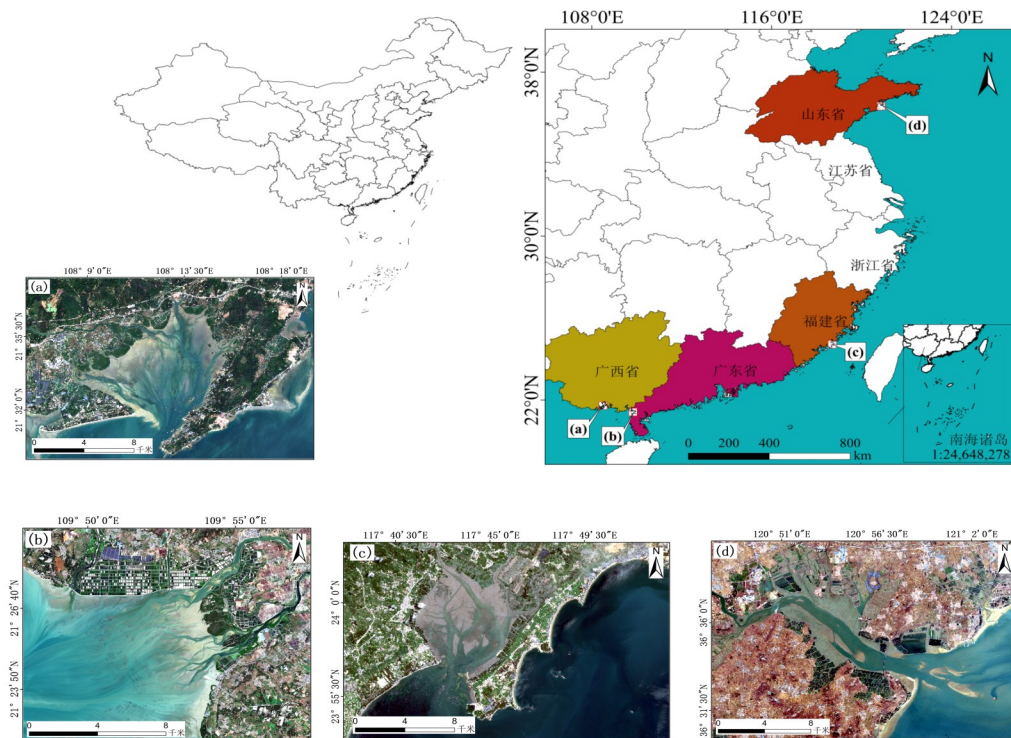 108°0'E 116°0'E 124°0'E
38°0'N
30°0'N
22°0'N
N
山东省
(d)
江苏省
浙江省
福建省
(c)
广西省
广东省
(a)
(b)
0 200 400 800
km
南海诸岛
1:24,648,278
108° 9′ 0″E 108° 13′ 30″E 108° 18′ 0″E
(a)
N
21° 35′ 30″N
21° 32′ 0″N
0 4 8
千米
109° 50′ 0″E 109° 55′ 0″E
(b)
N
21° 26′ 40″N
21° 23′ 50″N
0 4 8
千米
117° 40′ 30″E 117° 45′ 0″E 117° 49′ 30″E
(c)
N
24° 0′ 0″N
23° 55′ 30″N
0 4 8
千米
120° 51′ 0″E 120° 56′ 30″E 121° 2′ 0″E
(d)
N
36° 36′ 0″N
36° 31′ 30″N
0 4 8
千米